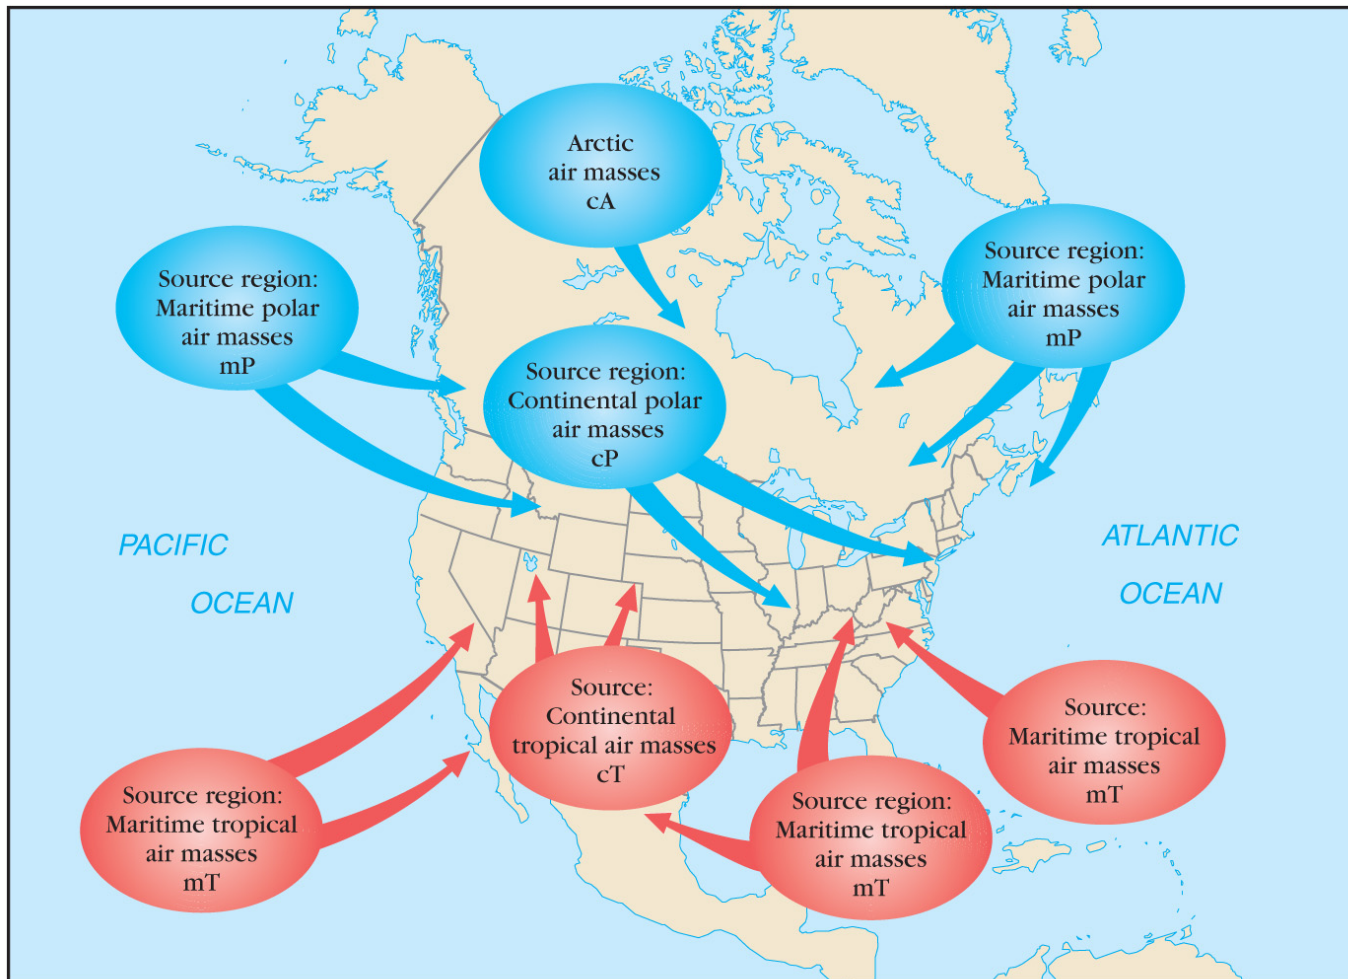 Arctic
air masses
cA
Source region:
Maritime polar
air masses
mP
Source region:
Maritime polar
air masses
mP
Source region:
Continental polar
air masses
cP
PACIFIC
OCEAN
ATLANTIC
OCEAN
Source:
Continental
tropical air masses
cT
Source:
Maritime tropical
air masses
mT
Source region:
Maritime tropical
air masses
mT
Source region:
Maritime tropical
air masses
mT